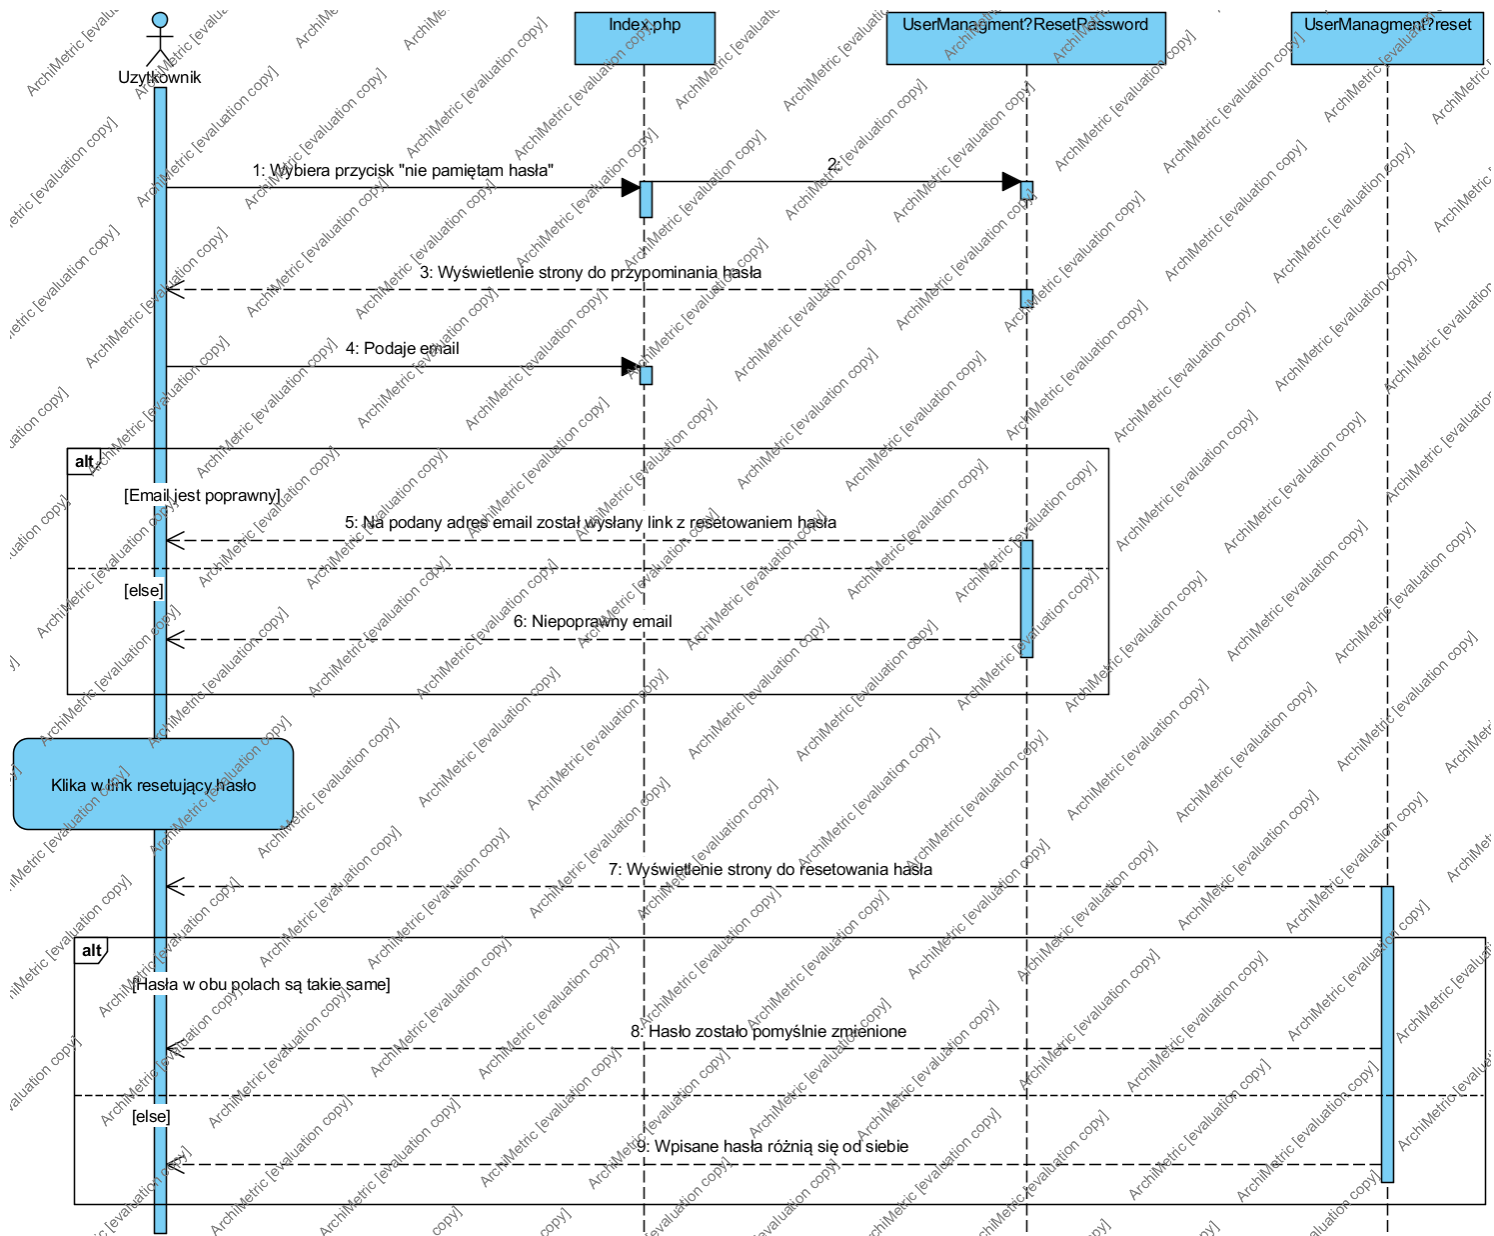 Uzytkownik
Index.php
UserManagment?ResetPassword
UserManagment?reset
1: Wybiera przycisk "nie pamiętam hasła"
2:
3: Wyświetlenie strony do przypominania hasła
4: Podaje email
alt
[Email jest poprawny]
5: Na podany adres email został wysłany link z resetowaniem hasła
[else]
6: Niepoprawny email
Klika w link resetujący hasło
7: Wyświetlenie strony do resetowania hasła
alt
[Hasła w obu polach są takie same]
8: Hasło zostało pomyślnie zmienione
[else]
9: Wpisane hasła różnią się od siebie
ArchiMetric [evaluation copy]